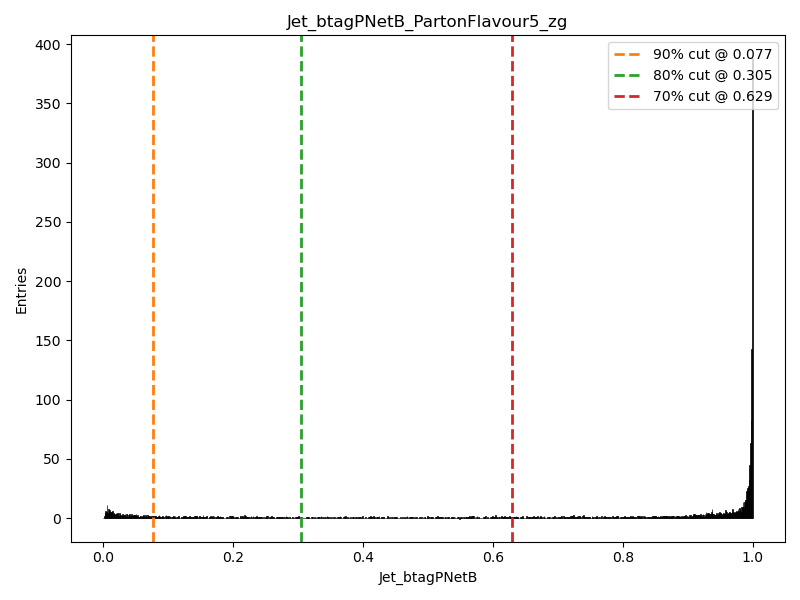 Jet_btagPNetB_PartonFlavour5_zg
400
350
300
250
200
150
100
50
0
Entries
90% cut @ 0.077
80% cut @ 0.305
70% cut @ 0.629
0.0 0.2 0.4 0.6 0.8 1.0
Jet_btagPNetB